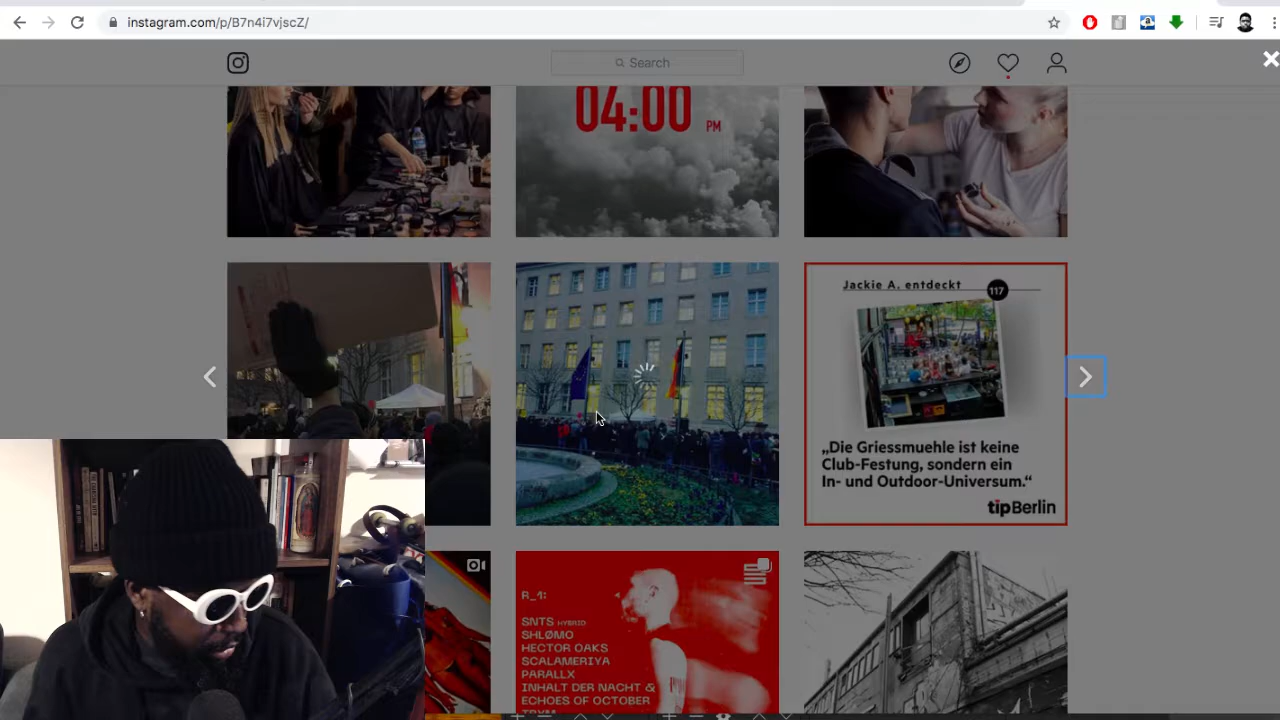 instagram.com/p/B7n4i7vjscZ/
Search
04:00 PM
Jackie A. entdeckt 117
„Die Griessmuehle ist keine
Club-Festung, sondern ein
In- und Outdoor-Universum.“
tipBerlin
R_1:
SNTS HYBRID
SHLØMO
HECTOR OAKS
SCALAMERIYA
PARALLX
INHALT DER NACHT &
ECHOES OF OCTOBER
TRYM